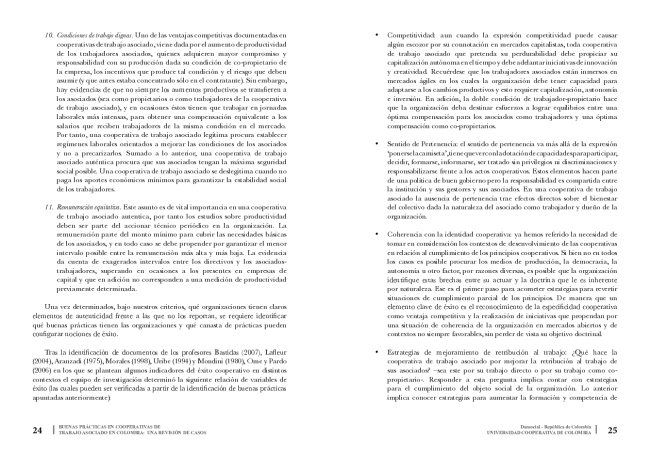 10. Condiciones de trabajo dignas. Uno de las ventajas competitivas documentadas en
cooperativas de trabajo asociado, viene dada por el aumento de productividad
de los trabajadores asociados, quienes adquieren mayor compromiso y
responsabilidad con su producción dada su condición de co-propietario de
la empresa, los incentivos que produce tal condición y el riesgo que deben
asumir (y que antes estaba concentrado sólo en el contratante). Sin embargo,
hay evidencias de que no siempre los aumentos productivos se transfieren a
los asociados (sea como propietarios o como trabajadores de la cooperativa
de trabajo asociado), y en ocasiones éstos tienen que trabajar en jornadas
laborales más intensas, para obtener una compensación equivalente a los
salarios que reciben trabajadores de la misma condición en el mercado.
Por tanto, una cooperativa de trabajo asociado legítima procura establecer
regímenes laborales orientados a mejorar las condiciones de los asociados
y no a precarizarlos. Sumado a lo anterior, una cooperativa de trabajo
asociado auténtica procura que sus asociados tengan la máxima seguridad
social posible. Una cooperativa de trabajo asociado se deslegitima cuando no
paga los aportes económicos mínimos para garantizar la estabilidad social
de los trabajadores.
11. Remuneración equitativa. Este asunto es de vital importancia en una cooperativa
de trabajo asociado autentica, por tanto los estudios sobre productividad
deben ser parte del accionar técnico periódico en la organización. La
remuneración parte del monto mínimo para cubrir las necesidades básicas
de los asociados, y en todo caso se debe propender por garantizar el menor
intervalo posible entre la remuneración más alta y más baja. La evidencia
da cuenta de exagerados intervalos entre los directivos y los asociados-
trabajadores, superando en ocasiones a los presentes en empresas de
capital y que en adición no corresponden a una medición de productividad
previamente determinada.
Una vez determinados, bajo nuestros criterios, qué organizaciones tienen claros
elementos de autenticidad frente a las que no los reportan, se requiere identificar
qué buenas prácticas tienen las organizaciones y qué canasta de prácticas pueden
configurar nociones de éxito.
Tras la identificación de documentos de los profesores Bastidas (2007), Lafleur
(2004), Aranzadi (1975), Morales (1998), Uribe (1994) y Mondini (1980), Orne y Pardo
(2006) en los que se plantean algunos indicadores del éxito cooperativo en distintos
contextos el equipo de investigación determinó la siguiente relación de variables de
éxito (las cuales pueden ser verificadas a partir de la identificación de buenas prácticas
apuntadas anteriormente):
24
BUENAS PRÁCTICAS EN COOPERATIVAS DE
TRABAJO ASOCIADO EN COLOMBIA: UNA REVISIÓN DE CASOS
• Competitividad: aun cuando la expresión competitividad puede causar
algún escozor por su connotación en mercados capitalistas, toda cooperativa
de trabajo asociado que pretenda su perdurabilidad debe propiciar su
capitalización autónoma en el tiempo y debe adelantar iniciativas de innovación
y creatividad. Recuérdese que los trabajadores asociados están inmersos en
mercados ágiles en los cuales la organización debe tener capacidad para
adaptarse a los cambios productivos y esto requiere capitalización, autonomía
e inversión. En adición, la doble condición de trabajador-propietario hace
que la organización deba destinar esfuerzos a lograr equilibrios entre una
óptima compensación para los asociados como trabajadores y una óptima
compensación como co-propietarios.
• Sentido de Pertenencia: el sentido de pertenencia va más allá de la expresión
'ponerse la camiseta', tiene que ver con la dotación de capacidades para participar,
decidir, formarse, informarse, ser tratado sin privilegios ni discriminaciones y
responsabilizarse frente a los actos cooperativos. Estos elementos hacen parte
de una política de buen gobierno pero la responsabilidad es compartida entre
la institución y sus gestores y sus asociados. En una cooperativa de trabajo
asociado la ausencia de pertenencia trae efectos directos sobre el bienestar
del colectivo dada la naturaleza del asociado como trabajador y dueño de la
organización.
• Coherencia con la identidad cooperativa: ya hemos referido la necesidad de
tomar en consideración los contextos de desarrollo de las cooperativas
en relación al cumplimiento de los principios cooperativos. Si bien no en todos
los casos es posible procurar los medios de producción, la democracia, la
autonomía u otro factor, por razones diversas, es posible que la organización
identifique estas brechas entre su actuar y la doctrina que le es inherente
por naturaleza. Ese es el primer paso para acometer estrategias para revertir
situaciones de cumplimiento parcial de los principios. De manera que un
elemento clave de éxito es el reconocimiento de la especificidad cooperativa
como ventaja competitiva y la realización de iniciativas que propendan por
una situación de coherencia de la organización en mercados abiertos y de
contextos no siempre favorables, sin perder de vista su objetivo doctrinal.
• Estrategias de mejoramiento de retribución al trabajo: ¿Qué hace la
cooperativa de trabajo asociado por mejorar la retribución al trabajo de
sus asociados? –sea este por su trabajo directo o por su trabajo como co-
propietario-. Responder a esta pregunta implica contar con estrategias
para el cumplimiento del objeto social de la organización. Lo anterior
implica conocer estrategias para aumentar la formación y competencia de
Dansocial - República de Colombia
UNIVERSIDAD COOPERATIVA DE COLOMBIA
25